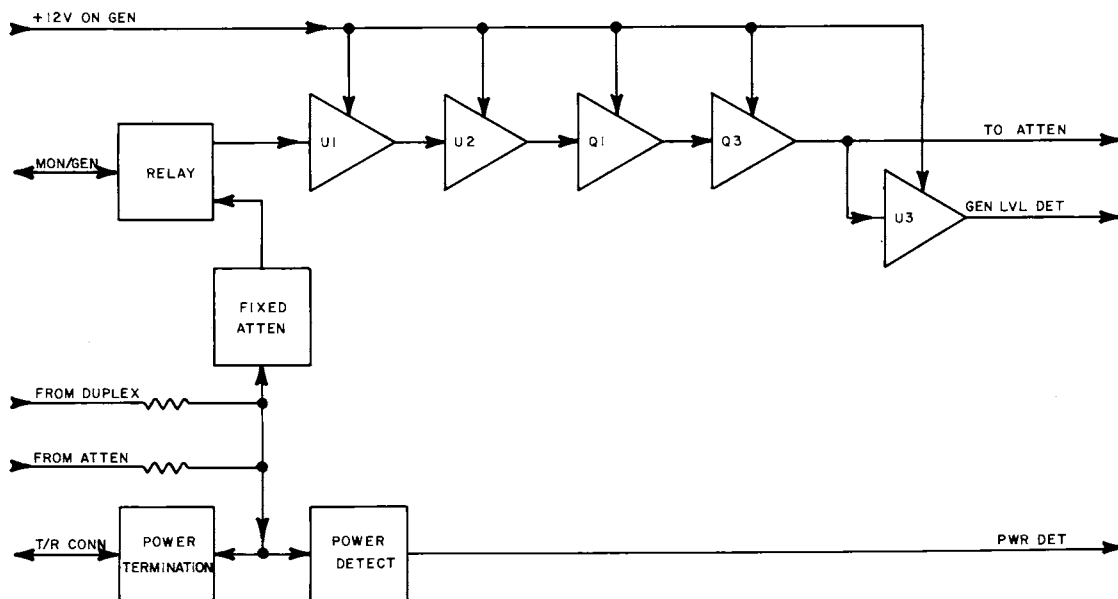 +12V ON GEN
U1
U2
Q1
Q3
TO ATTEN
MON/GEN
RELAY
GEN LVL DET
U3
FIXED
ATTEN
FROM DUPLEX
FROM ATTEN
T/R CONN
POWER
TERMINATION
POWER
DETECT
PWR DET